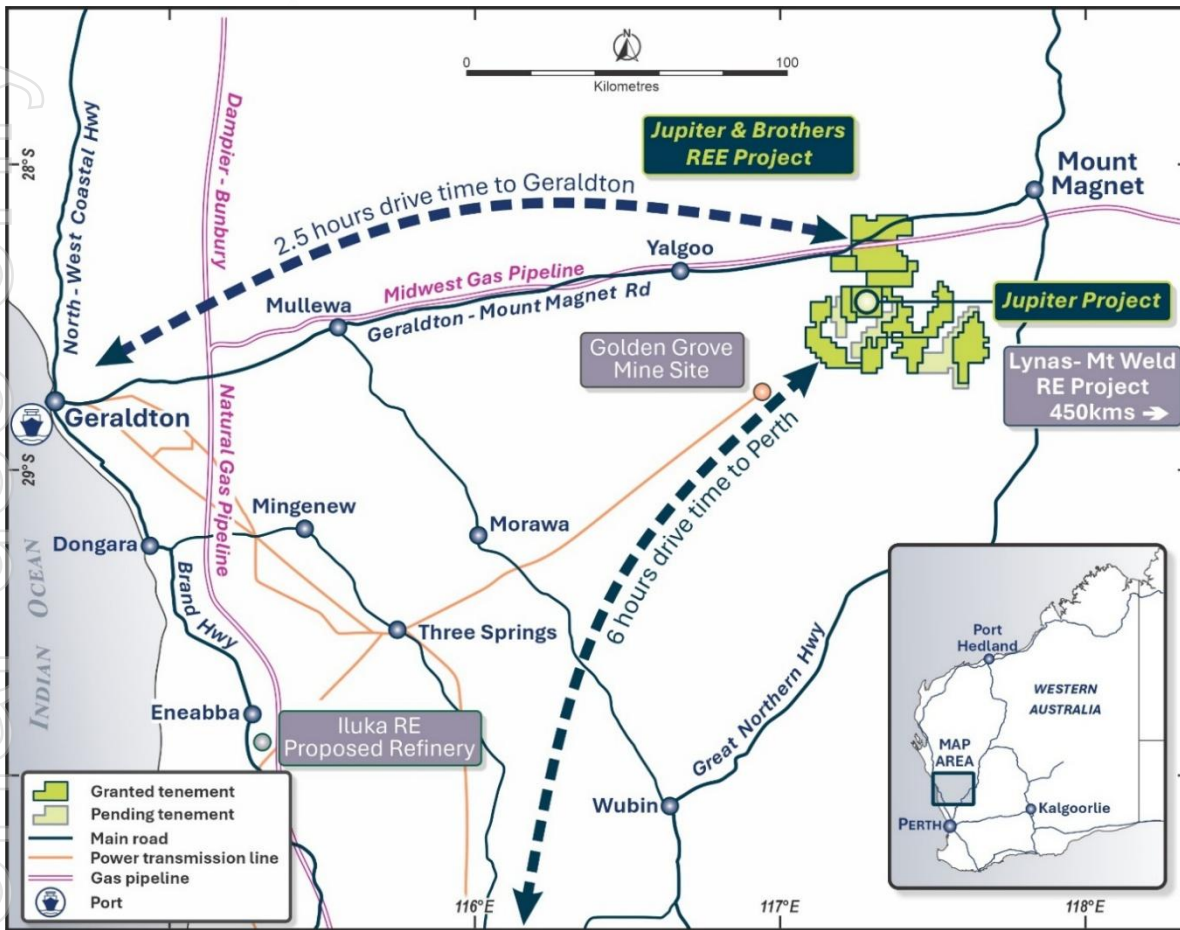 N
0
100
Kilometres
North-West Coastal Hwy
Dampier - Bunbury
Natural Gas Pipeline
28°S
29°S
Jupiter & Brothers
REE Project
Mount
Magnet
2.5 hours drive time to Geraldton
Yalgoo
Midwest Gas Pipeline
Mullewa
Geraldton - Mount Magnet Rd
Jupiter Project
Golden Grove
Mine Site
Lynas- Mt Weld
RE Project
450kms
Geraldton
6 hours drive time to Perth
Mingenew
Morawa
Dongara
Brand Hwy
INDIAN OCEAN
Three Springs
Great Northern Hwy
Eneabba
Iluka RE
Proposed Refinery
Wubin
Port
Hedland
WESTERN
AUSTRALIA
MAP
AREA
Kalgoorlie
PERTH
Granted tenement
Pending tenement
Main road
Power transmission line
Gas pipeline
Port
116°E
117°E
118°E